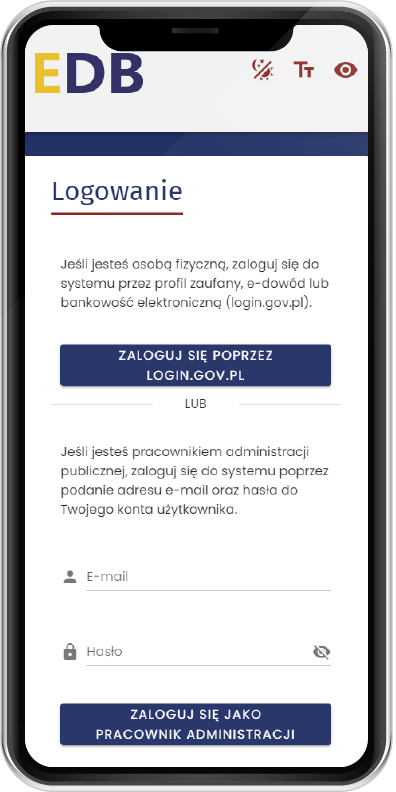 EDB
Logowanie
Jeśli jesteś osobą fizyczną, zaloguj się do
systemu przez profil zaufany, e-dowód lub
bankowość elektroniczną (login.gov.pl).
ZALOGUJ SIĘ POPRZEZ
LOGIN.GOV.PL
LUB
Jeśli jesteś pracownikiem administracji
publicznej, zaloguj się do systemu poprzez
podanie adresu e-mail oraz hasła do
Twojego konta użytkownika.
E-mail
Hasło
ZALOGUJ SIĘ JAKO
PRACOWNIK ADMINISTRACJI